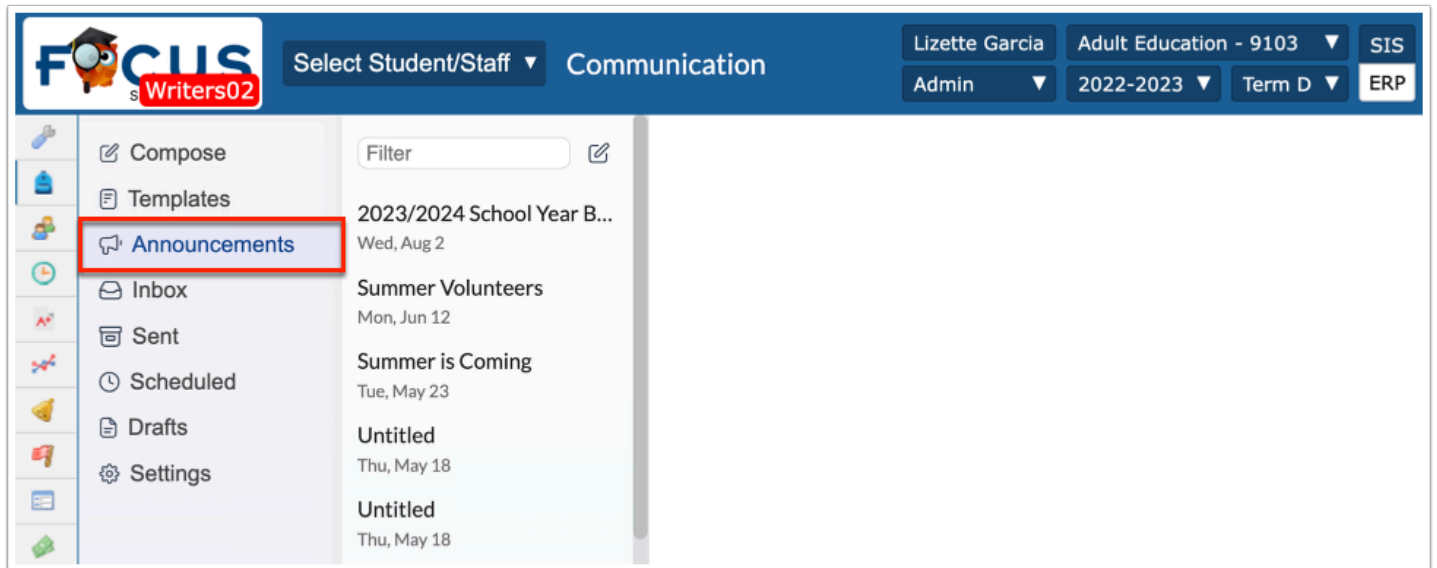 FOCUS
Writers02
Select Student/Staff ▼
Communication
Lizette Garcia
Adult Education - 9103 ▼
SIS
Admin ▼
2022-2023 ▼
Term D ▼
ERP
Compose
Templates
Announcements
Inbox
Sent
Scheduled
Drafts
Settings
Filter
2023/2024 School Year B...
Wed, Aug 2
Summer Volunteers
Mon, Jun 12
Summer is Coming
Tue, May 23
Untitled
Thu, May 18
Untitled
Thu, May 18